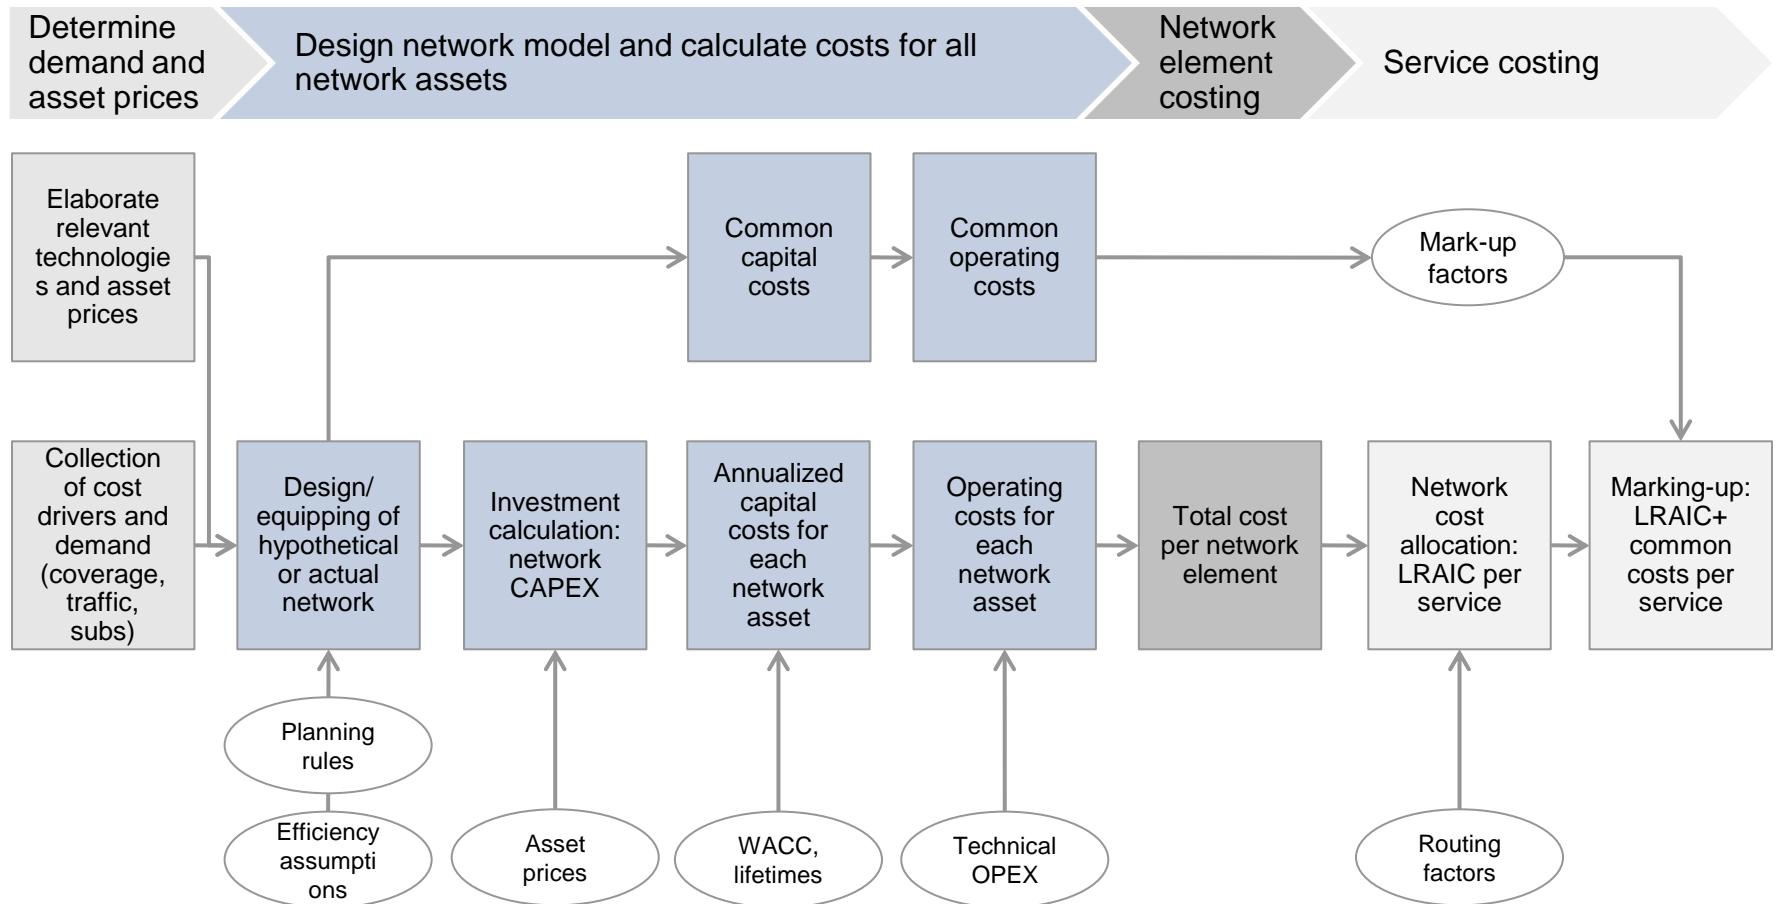 Determine
demand and
asset prices
Design network model and calculate costs for all
network assets
Network
element
costing
Service costing
Elaborate
relevant
technologie
s and asset
prices
Common
capital
costs
Common
operating
costs
Mark-up
factors
Collection
of cost
drivers and
demand
(coverage,
traffic,
subs)
Design/
equipping of
hypothetical
or actual
network
Investment
calculation:
network
CAPEX
Annualized
capital
costs for
each
network
asset
Operating
costs for
each
network
asset
Total cost
per network
element
Network
cost
allocation:
LRAIC per
service
Marking-up:
LRAIC+
common
costs per
service
Planning
rules
Efficiency
assumpti
ons
Asset
prices
WACC,
lifetimes
Technical
OPEX
Routing
factors